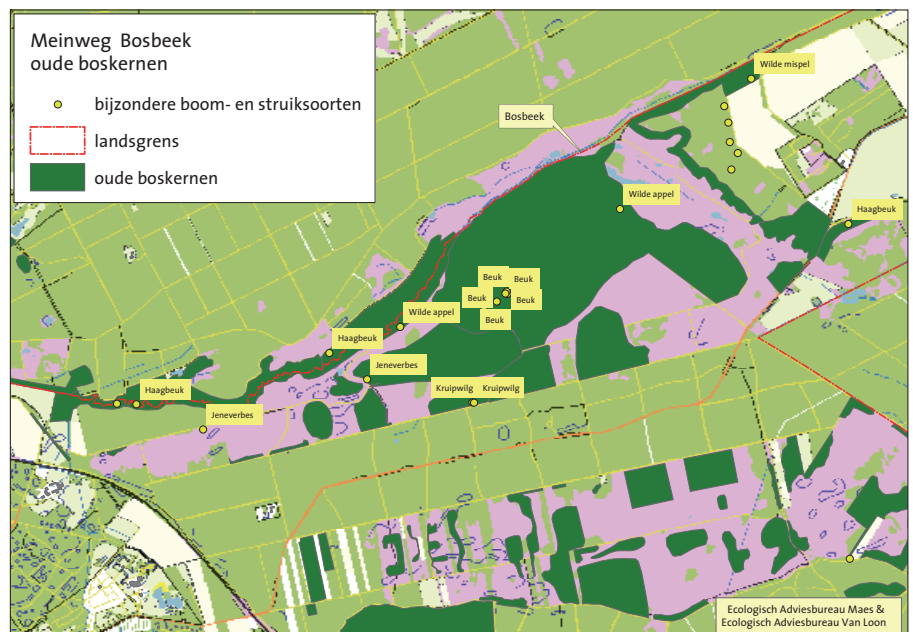 Meinweg Bosbeek
oude boskernen
bijzondere boom- en struiksoorten
landsgrens
oude boskernen
Wilde mispel
Bosbeek
Wilde appel
Haagbeuk
Beuk
Beuk
Beuk
Beuk
Beuk
Wilde appel
Haagbeuk
Jeneverbes
Haagbeuk
Kruipwilg
Kruipwilg
Jeneverbes
Ecologisch Adviesbureau Maes &
Ecologisch Adviesbureau Van Loon